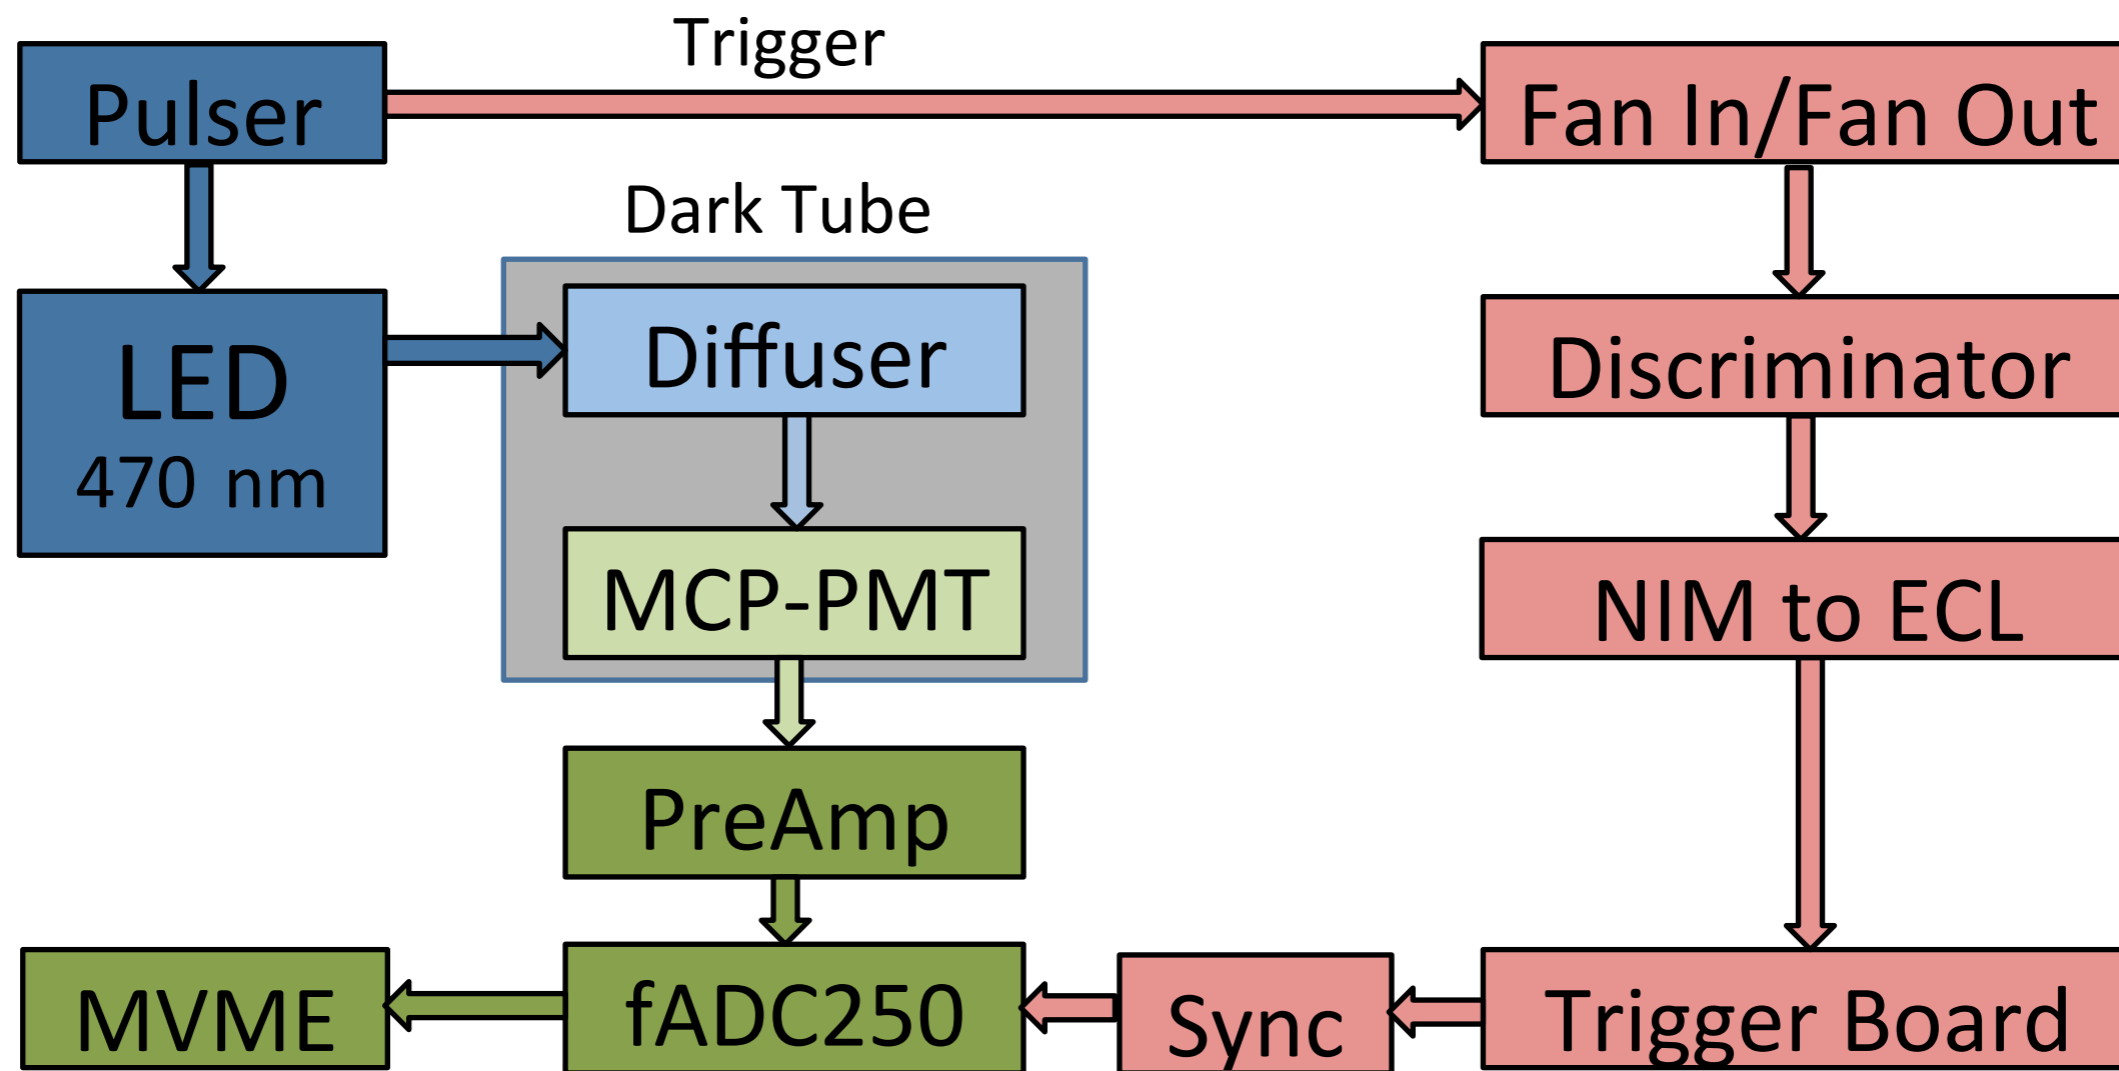 Trigger
Pulser
Fan In/Fan Out
Dark Tube
LED
470 nm
Diffuser
Discriminator
MCP-PMT
NIM to ECL
PreAmp
MVME
fADC250
Sync
Trigger Board